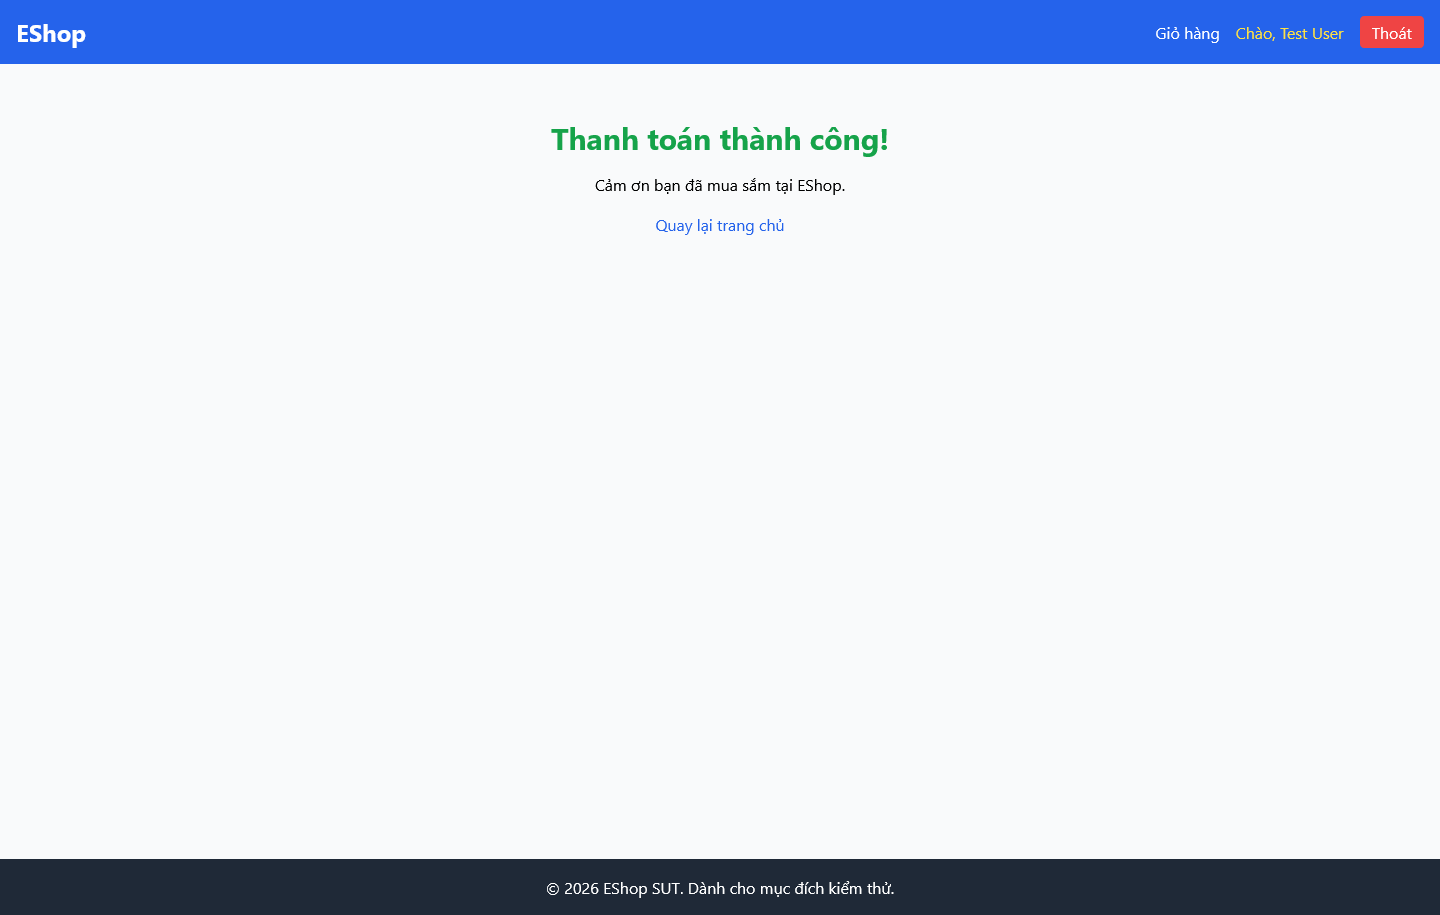 EShop
Giỏ hàng
Chào, Test User
Thoát
Thanh toán thành công!
Cảm ơn bạn đã mua sắm tại EShop.
Quay lại trang chủ
© 2026 EShop SUT. Dành cho mục đích kiểm thử.